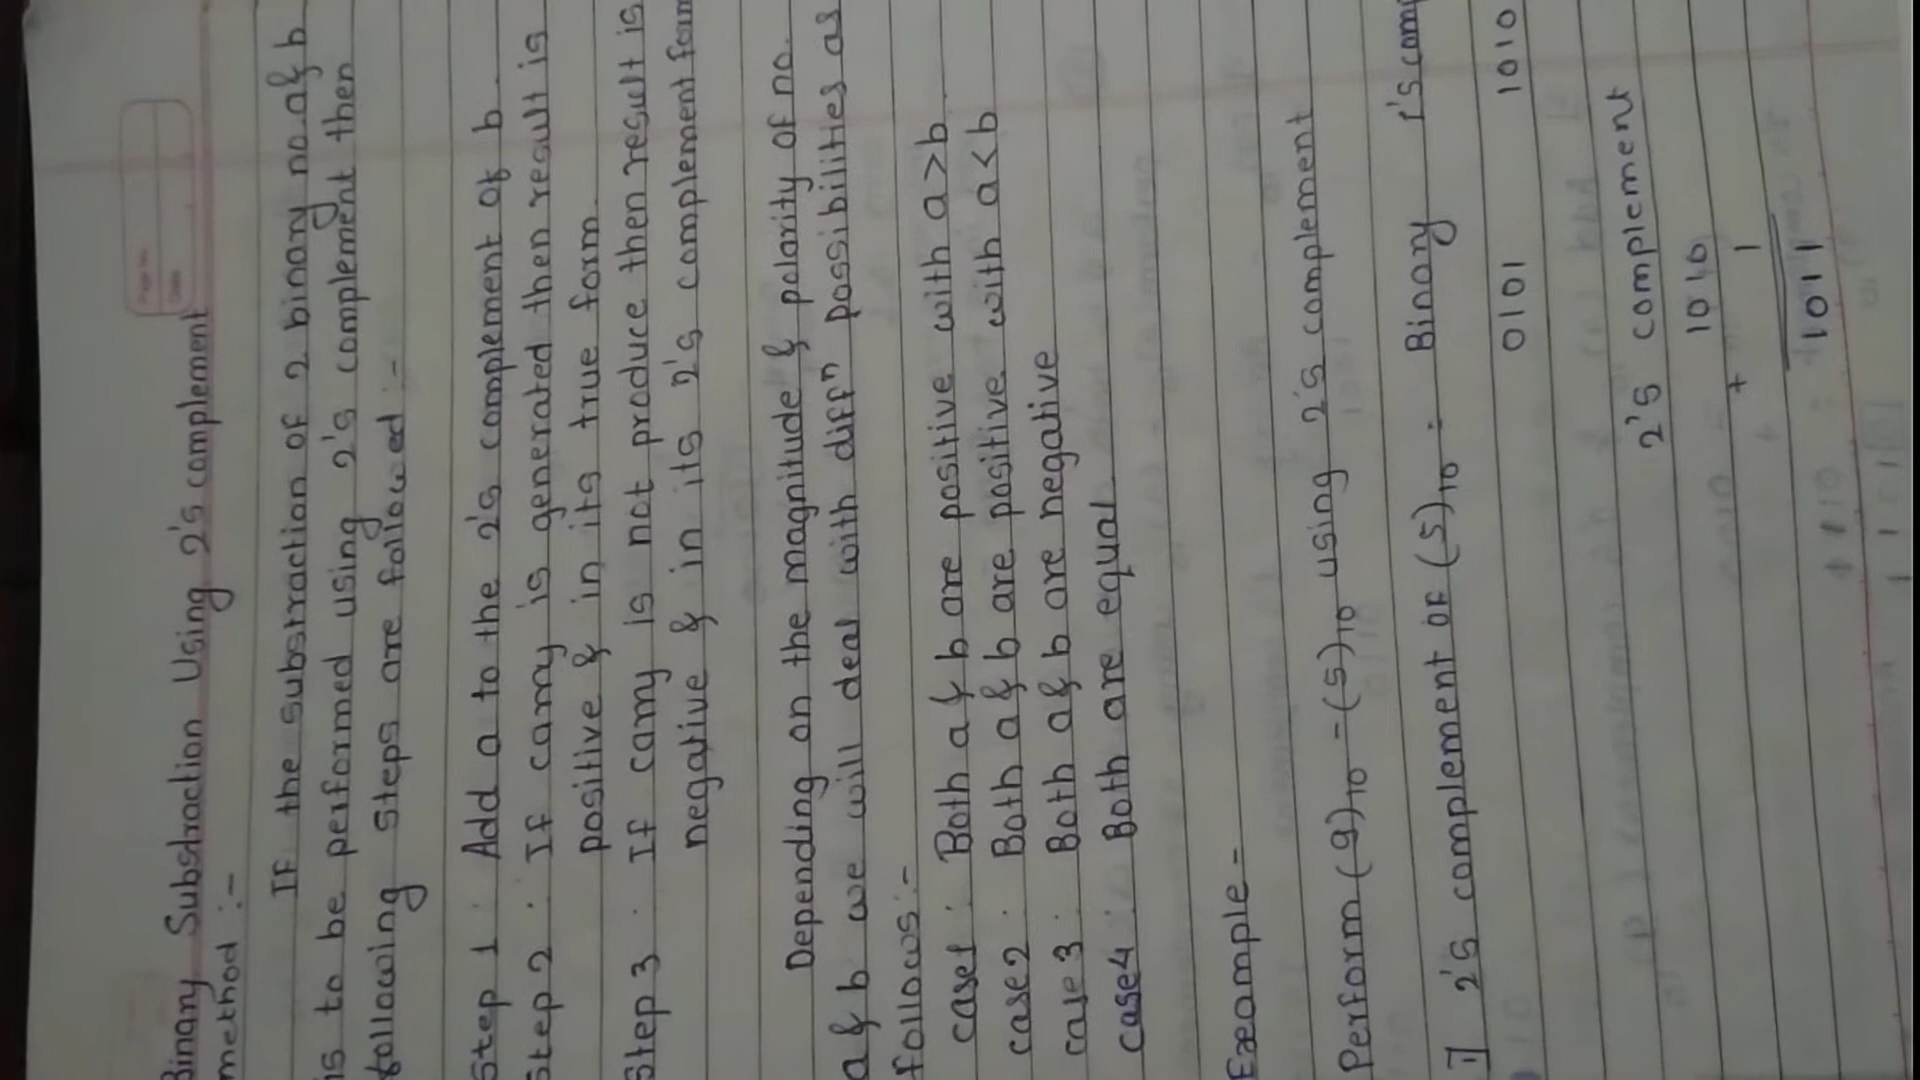 Page No.
Date
Binary Substraction Using 2's complement
method :-
IF the substraction of 2 binary no a & b
is to be performed using 2's complement then
following steps are followed :-
Step 1 : Add a to the 2's complement of b
Step 2 : IF carry is generated then result is
positive & in its true form
Step 3 : IF carry is not produce then result is
negative & in its 2's complement form
Depending on the magnitude & polarity of no.
a & b we will deal with diffn possibilities as
follows :-
case1 : Both a & b are positive with a>b
case2 : Both a & b are positive with a<b
case3 : Both a & b are negative
case4 : Both are equal
Example -
Perform (9)10 - (5)10 using 2's complement
1] 2's complement of (5)10 - Binary 1's comp
0101 1010
2's complement
1010
+ 1
1011